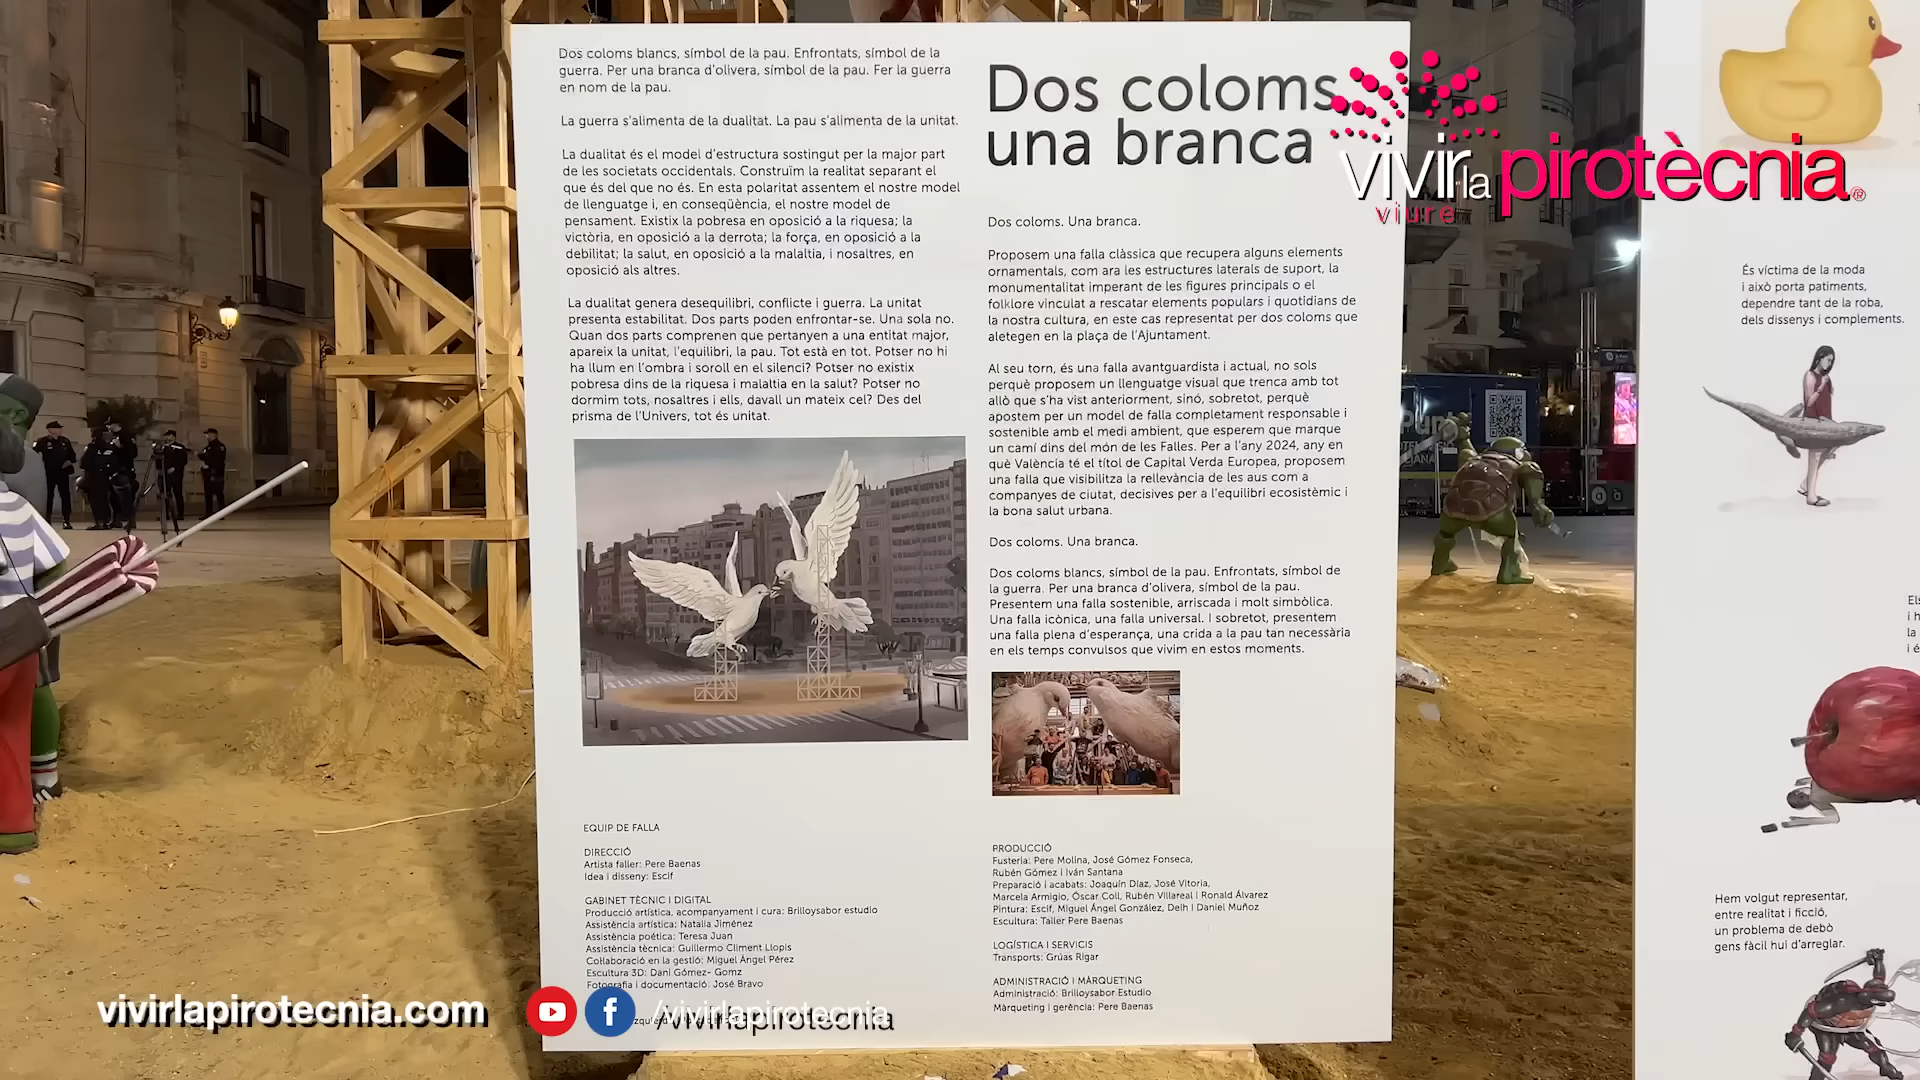 Dos coloms blancs, símbol de la pau. Enfrontats, símbol de la
guerra. Per una branca d'olivera, símbol de la pau. Fer la guerra
en nom de la pau.
La guerra s'alimenta de la dualitat. La pau s'alimenta de la unitat.
La dualitat és el model d'estructura sostingut per la major part
de les societats occidentals. Construïm la realitat separant el
que és del que no és. En esta polaritat assentem el nostre model
de llenguatge i, en conseqüència, el nostre model de
pensament. Existix la pobresa en oposició a la riquesa; la
victòria, en oposició a la derrota; la força, en oposició a la
debilitat; la salut, en oposició a la malaltia, i nosaltres, en
oposició als altres.
La dualitat genera desequilibri, conflicte i guerra. La unitat
presenta estabilitat. Dos parts poden enfrontar-se. Una sola no.
Quan dos parts comprenen que pertanyen a una entitat major,
apareix la unitat, l'equilibri, la pau. Tot està en tot. Potser no hi
ha llum en l'ombra i soroll en el silenci? Potser no existix
pobresa dins de la riquesa i malaltia en la salut? Potser no
dormim tots, nosaltres i ells, davall un mateix cel? Des del
prisma de l'Univers, tot és unitat.
EQUIP DE FALLA
DIRECCIÓ
Artista faller: Pere Baenas
Idea i disseny: Escif
GABINET TÈCNIC I DIGITAL
Producció artística, acompanyament i cura: Brilloysabor estudio
Assistència artística: Natalia Jiménez
Assistència poètica: Teresa Juan
Assistència tècnica: Guillermo Climent Llopis
Col·laboració en la gestió: Miguel Ángel Pérez
Escultura 3D: Dani Gómez- Gomz
Fotografia i documentació: José Bravo
Dos coloms,
una branca
Dos coloms. Una branca.
Proposem una falla clàssica que recupera alguns elements
ornamentals, com ara les estructures laterals de suport, la
monumentalitat imperant de les figures principals o el
folklore vinculat a rescatar elements populars i quotidians de
la nostra cultura, en este cas representat per dos coloms que
aletegen en la plaça de l'Ajuntament.
Al seu torn, és una falla avantguardista i actual, no sols
perquè proposem un llenguatge visual que trenca amb tot
allò que s'ha vist anteriorment, sinó, sobretot, perquè
apostem per un model de falla completament responsable i
sostenible amb el medi ambient, que esperem que marque
un camí dins del món de les Falles. Per a l'any 2024, any en
què València té el títol de Capital Verda Europea, proposem
una falla que visibilitza la rellevància de les aus com a
companyes de ciutat, decisives per a l'equilibri ecosistèmic i
la bona salut urbana.
Dos coloms. Una branca.
Dos coloms blancs, símbol de la pau. Enfrontats, símbol de
la guerra. Per una branca d'olivera, símbol de la pau.
Presentem una falla sostenible, arriscada i molt simbòlica.
Una falla icònica, una falla universal. I sobretot, presentem
una falla plena d'esperança, una crida a la pau tan necessària
en els temps convulsos que vivim en estos moments.
PRODUCCIÓ
Fusteria: Pere Molina, José Gómez Fonseca,
Rubén Gómez i Iván Santana
Preparació i acabats: Joaquín Díaz, José Vitoria,
Marcela Armigio, Óscar Coll, Rubén Villareal i Ronald Álvarez
Pintura: Escif, Miguel Ángel González, Deih i Daniel Muñoz
Escultura: Taller Pere Baenas
LOGÍSTICA I SERVICIS
Transports: Grúas Rigar
ADMINISTRACIÓ I MÀRQUETING
Administració: Brilloysabor Estudio
Màrqueting i gerència: Pere Baenas
vivir la pirotècnia ®
viure
És víctima de la moda
i això porta patiments,
dependre tant de la roba,
dels dissenys i complements.
Hem volgut representar,
entre realitat i ficció,
un problema de debò
gens fàcil hui d'arreglar.
vivirlapirotecnia.com
/vivirlapirotecnia